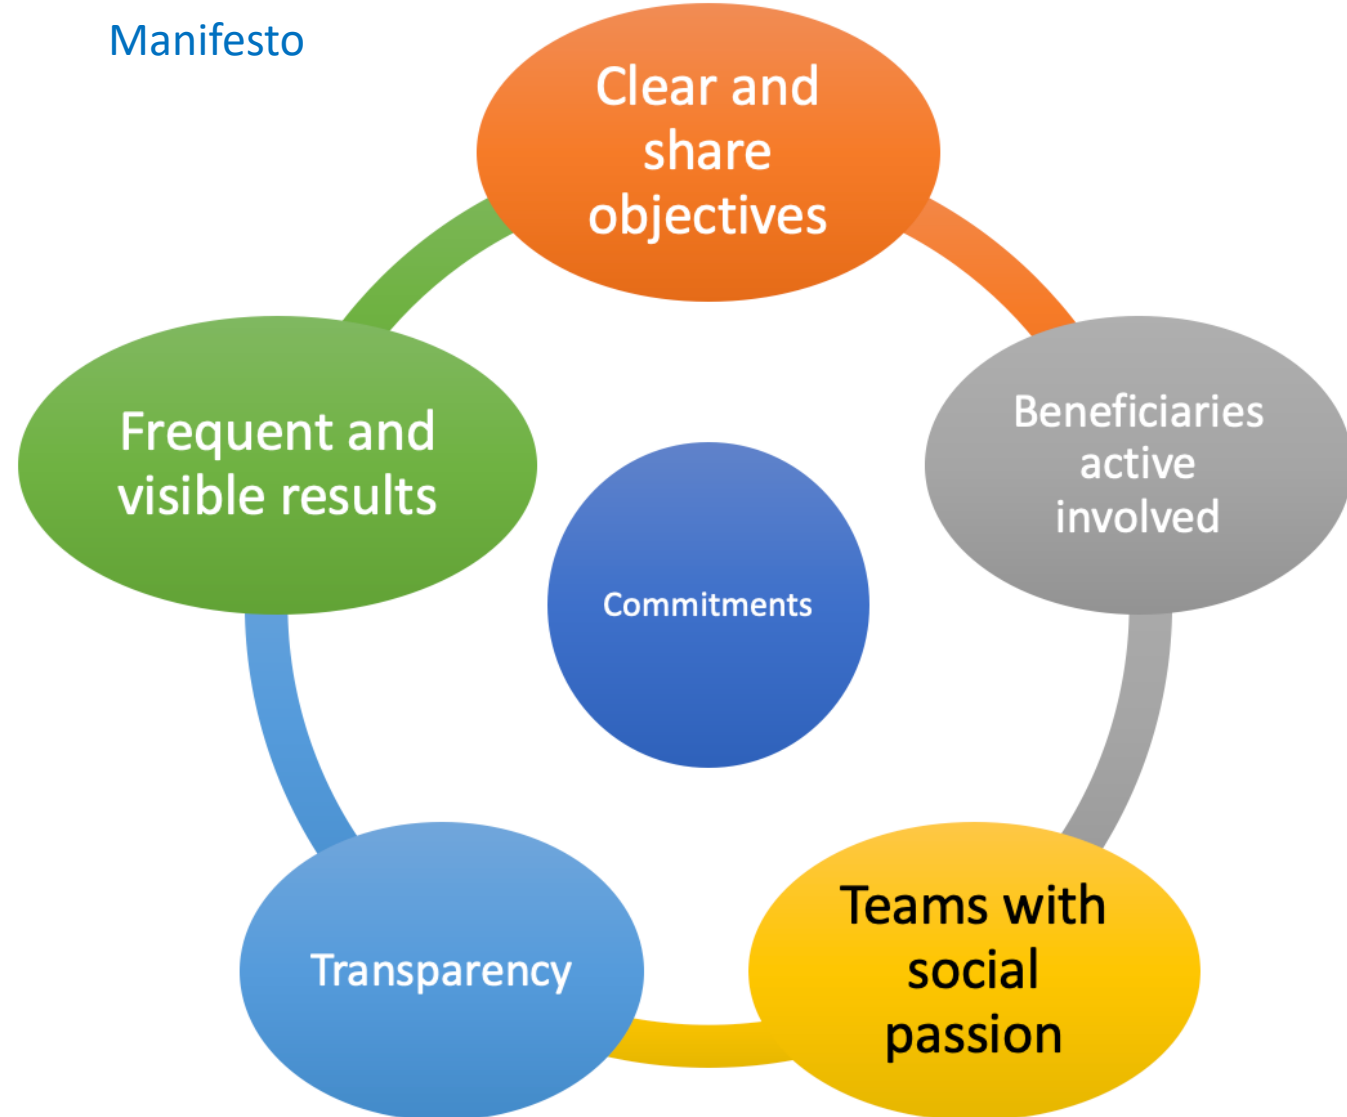 Manifesto
Clear and
share
objectives
Beneficiaries
active
involved
Teams with
social
passion
Transparency
Frequent and
visible results
Commitments